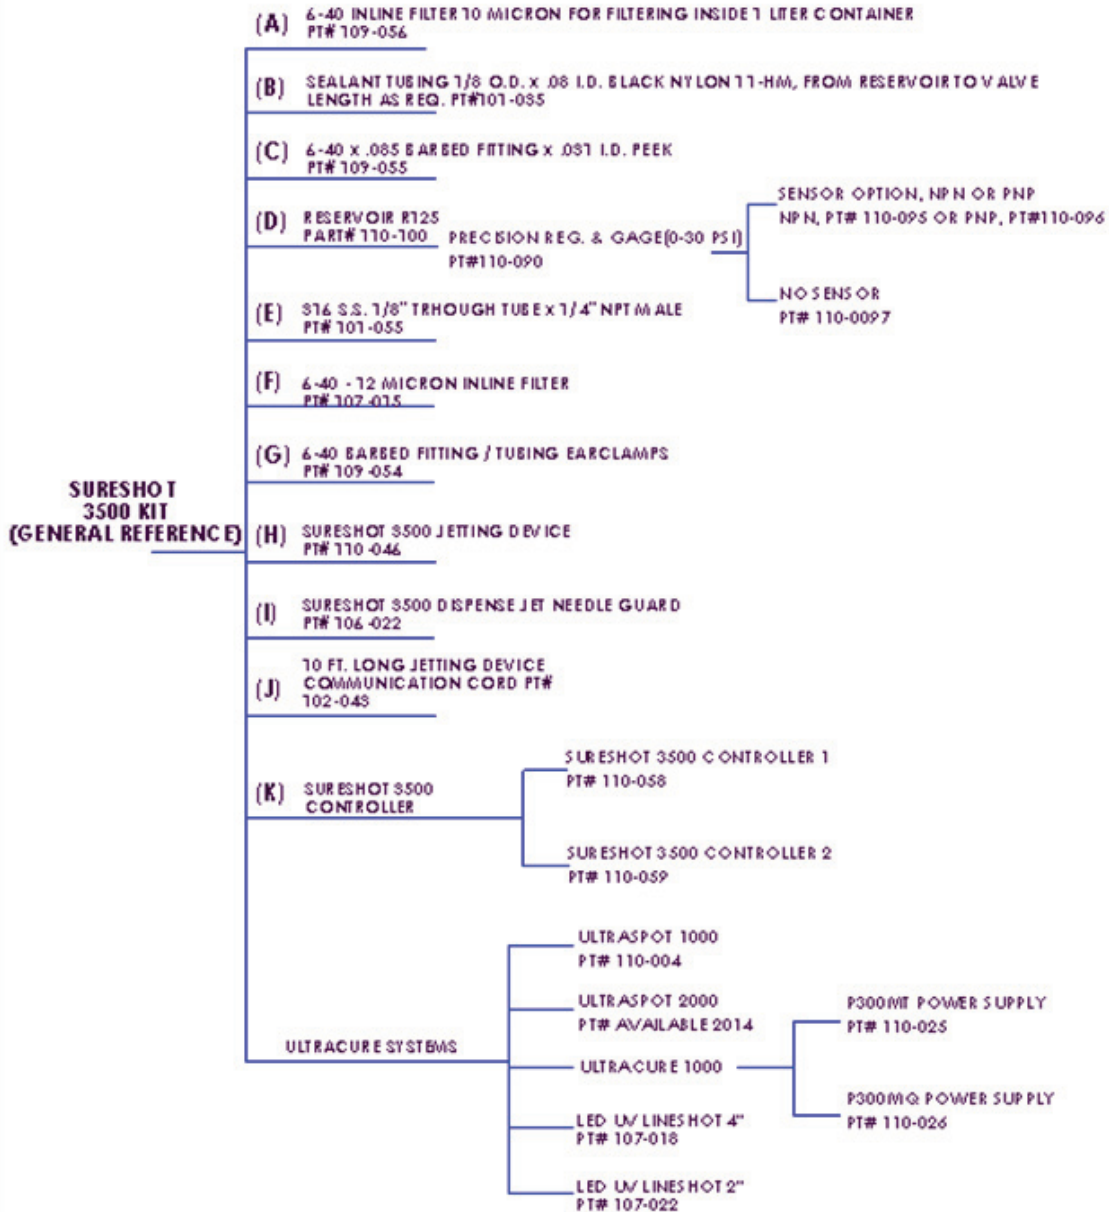 (A) 6-40 INLINE FILTER 10 MICRON FOR FILTERING INSIDE 1 LITER CONTAINER
PT# 109-056
(B) SEALANT TUBING 1/8 O.D. x .08 I.D. BLACK NYLON 11-HM, FROM RESERVOIR TO VALVE
LENGTH AS REQ. PT#101-035
(C) 6-40 x .085 BARBED FITTING x .031 I.D. PEEK
PT# 109-055
(D) RESERVOIR R125
PART# 110-100
PRECISION REG. & GAGE(0-30 PSI)
PT#110-090
SENSOR OPTION, NPN OR PNP
NPN, PT# 110-095 OR PNP, PT#110-096
NO SENSOR
PT# 110-0097
(E) 316 S.S. 1/8" TRHOUGH TUBE x 1/4" NPT MALE
PT# 101-055
(F) 6-40 - 12 MICRON INLINE FILTER
PT# 107-015
(G) 6-40 BARBED FITTING / TUBING EARCLAMPS
PT# 109-054
SURESHOT
3500 KIT
(GENERAL REFERENCE)
(H) SURESHOT 3500 JETTING DEVICE
PT# 110-046
(I) SURESHOT 3500 DISPENSE JET NEEDLE GUARD
PT# 106-022
(J) 10 FT. LONG JETTING DEVICE
COMMUNICATION CORD PT#
102-043
(K) SURESHOT 3500
CONTROLLER
SURESHOT 3500 CONTROLLER 1
PT# 110-058
SURESHOT 3500 CONTROLLER 2
PT# 110-059
ULTRACURE SYSTEMS
ULTRASPOT 1000
PT# 110-004
ULTRASPOT 2000
PT# AVAILABLE 2014
ULTRACURE 1000
P300MT POWER SUPPLY
PT# 110-025
P300MQ POWER SUPPLY
PT# 110-026
LED UV LINESHOT 4"
PT# 107-018
LED UV LINESHOT 2"
PT# 107-022